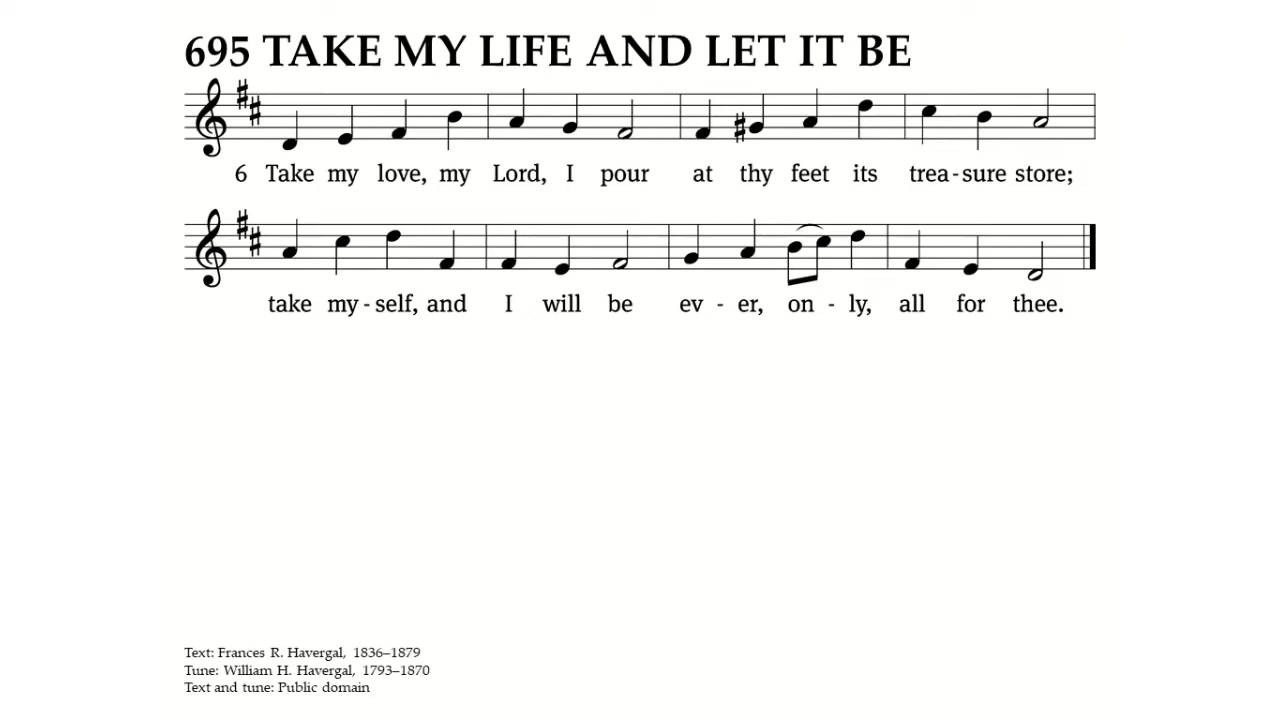 695 TAKE MY LIFE AND LET IT BE
6 Take my love, my Lord, I pour at thy feet its trea - sure store;
take my - self, and I will be ev - er, on - ly, all for thee.
Text: Frances R. Havergal, 1836–1879
Tune: William H. Havergal, 1793–1870
Text and tune: Public domain